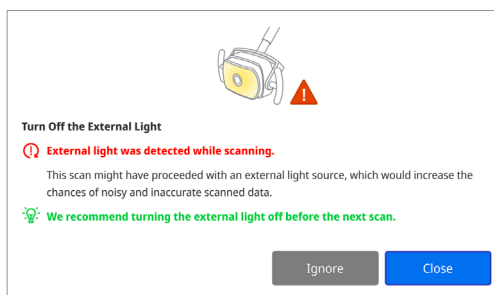 Turn Off the External Light
External light was detected while scanning.
This scan might have proceeded with an external light source, which would increase the
chances of noisy and inaccurate scanned data.
We recommend turning the external light off before the next scan.
Ignore
Close